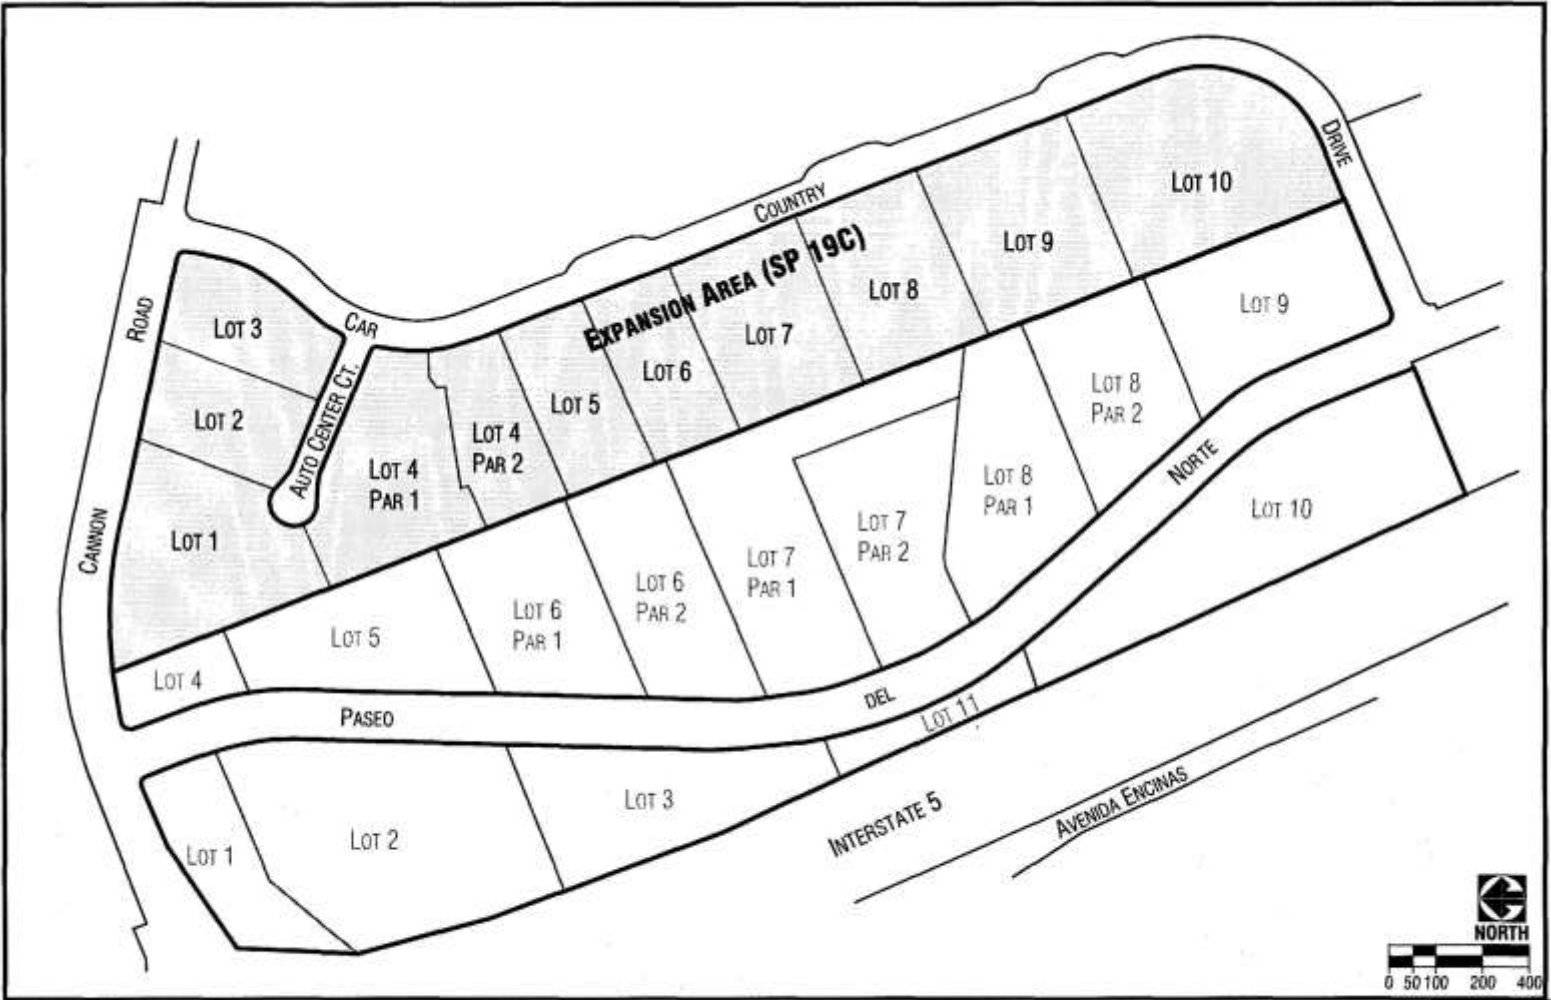 DRIVE
LOT 10
COUNTRY
LOT 9
EXPANSION AREA (SP 19C)
LOT 8
LOT 9
ROAD
LOT 3
CAR
LOT 7
LOT 6
LOT 8
PAR 2
AUTO CENTER CT.
LOT 5
LOT 2
LOT 4
PAR 2
LOT 4
PAR 1
NORTE
LOT 8
PAR 1
LOT 10
CANNON
LOT 1
LOT 7
PAR 2
LOT 7
PAR 1
LOT 6
PAR 2
LOT 6
PAR 1
LOT 5
LOT 4
PASEO
DEL
LOT 11
LOT 3
LOT 2
LOT 1
INTERSTATE 5
AVENIDA ENCINAS
NORTH
0 50 100 200 400